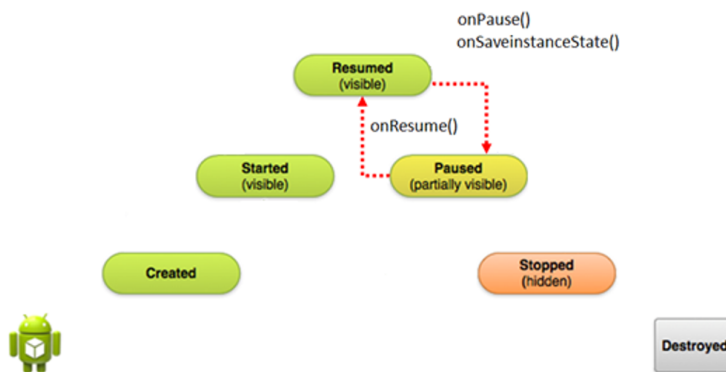 onPause()
onSaveinstanceState()
Resumed
(visible)
onResume()
Started
(visible)
Paused
(partially visible)
Created
Stopped
(hidden)
Destroyed